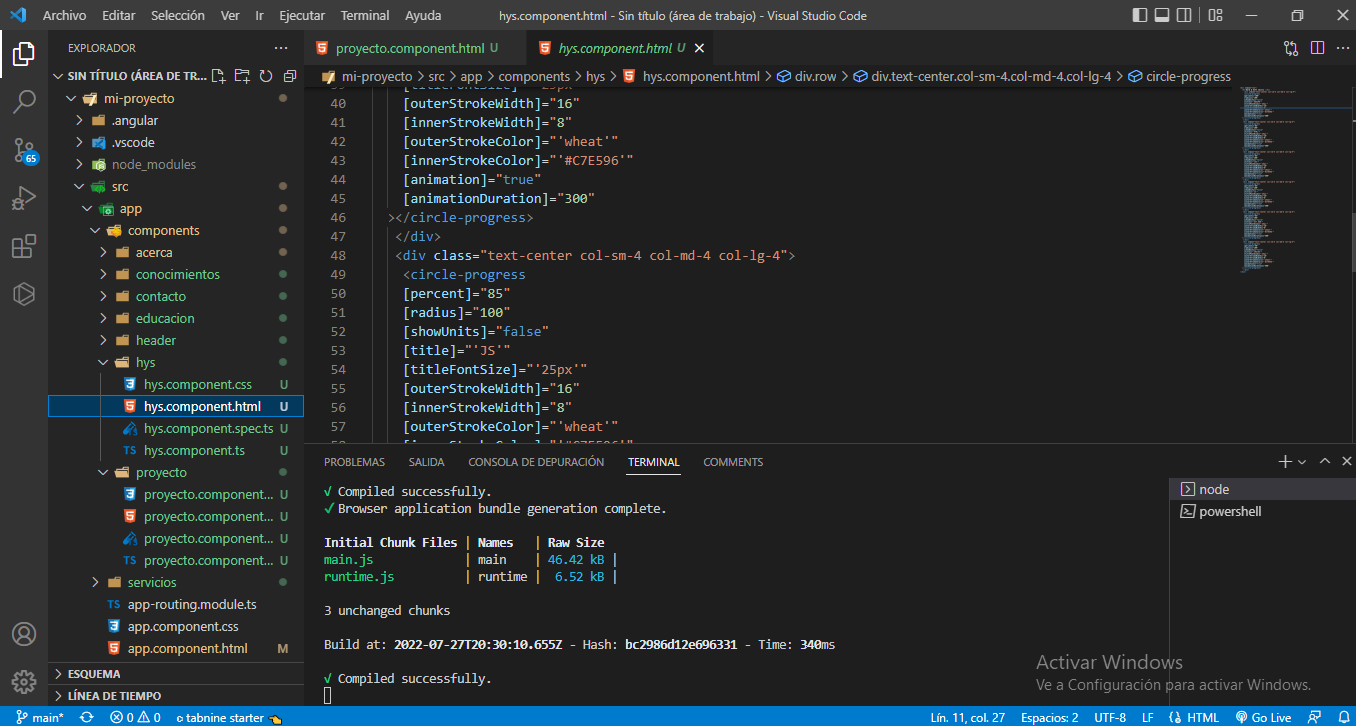 Archivo Editar Selección Ver Ir Ejecutar Terminal Ayuda
hys.component.html - Sin título (área de trabajo) - Visual Studio Code
EXPLORADOR
SIN TÍTULO (ÁREA DE TR...
mi-proyecto
.angular
.vscode
node_modules
src
app
components
acerca
conocimientos
contacto
educacion
header
hys
hys.component.css U
hys.component.html U
hys.component.spec.ts U
hys.component.ts U
proyecto
proyecto.component... U
proyecto.component... U
proyecto.component... U
TS proyecto.component... U
servicios
TS app-routing.module.ts
app.component.css
app.component.html M
ESQUEMA
LÍNEA DE TIEMPO
65
proyecto.component.html U
hys.component.html U
mi-proyecto > src > app > components > hys > hys.component.html > div.row > div.text-center.col-sm-4.col-md-4.col-lg-4 > circle-progress
39 [titleFontSize]="'25px'"
40 [outerStrokeWidth]="16"
41 [innerStrokeWidth]="8"
42 [outerStrokeColor]="'wheat'"
43 [innerStrokeColor]="'#C7E596'"
44 [animation]="true"
45 [animationDuration]="300"
46 ></circle-progress>
47 </div>
48 <div class="text-center col-sm-4 col-md-4 col-lg-4">
49 <circle-progress
50 [percent]="85"
51 [radius]="100"
52 [showUnits]="false"
53 [title]="'JS'"
54 [titleFontSize]="'25px'"
55 [outerStrokeWidth]="16"
56 [innerStrokeWidth]="8"
57 [outerStrokeColor]="'wheat'"
58 [innerStrokeColor]="'#C7E596'"
PROBLEMAS SALIDA CONSOLA DE DEPURACIÓN TERMINAL COMMENTS
√ Compiled successfully.
✔ Browser application bundle generation complete.
Initial Chunk Files | Names | Raw Size
main.js | main | 46.42 kB |
runtime.js | runtime | 6.52 kB |
3 unchanged chunks
Build at: 2022-07-27T20:30:10.655Z - Hash: bc2986d12e696331 - Time: 340ms
√ Compiled successfully.
node
powershell
Activar Windows
Ve a Configuración para activar Windows.
main* 0 0 tabnine starter Lín. 11, col. 27 Espacios: 2 UTF-8 LF HTML Go Live